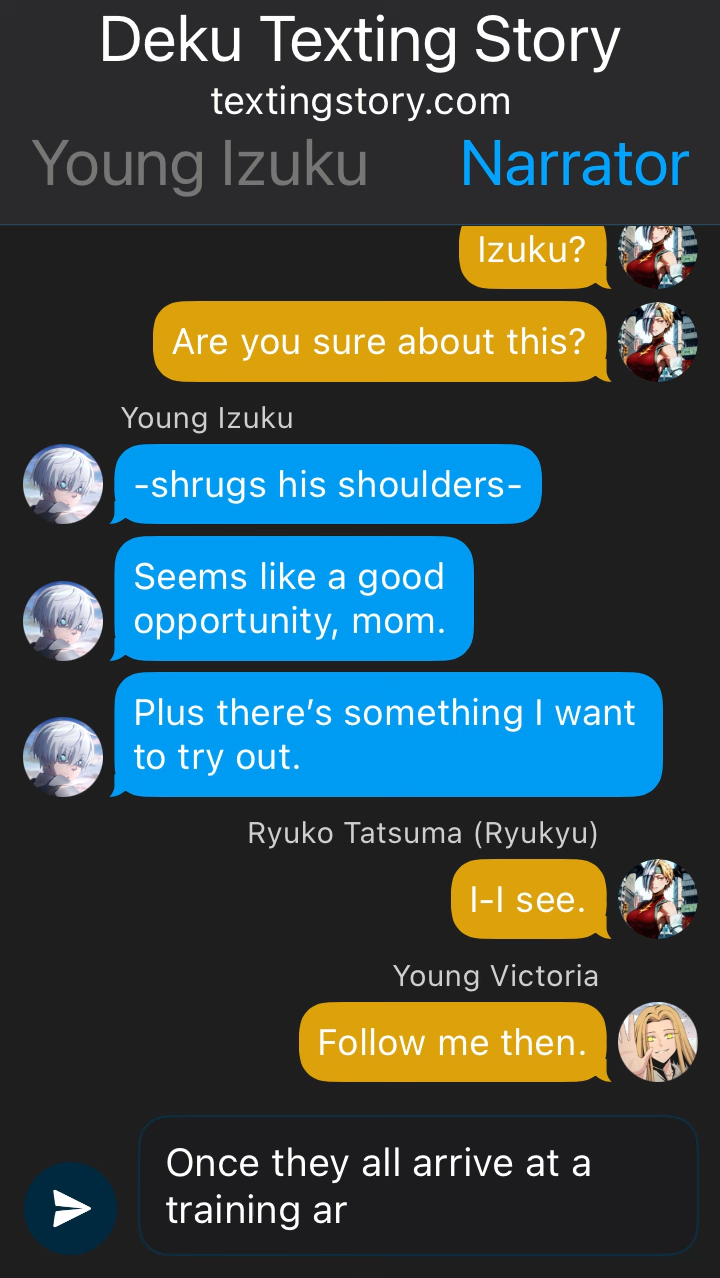 Deku Texting Story
textingstory.com
Young Izuku
Narrator
Izuku?
Are you sure about this?
Young Izuku
-shrugs his shoulders-
Seems like a good
opportunity, mom.
Plus there’s something I want
to try out.
Ryuko Tatsuma (Ryukyu)
I-I see.
Young Victoria
Follow me then.
Once they all arrive at a
training ar